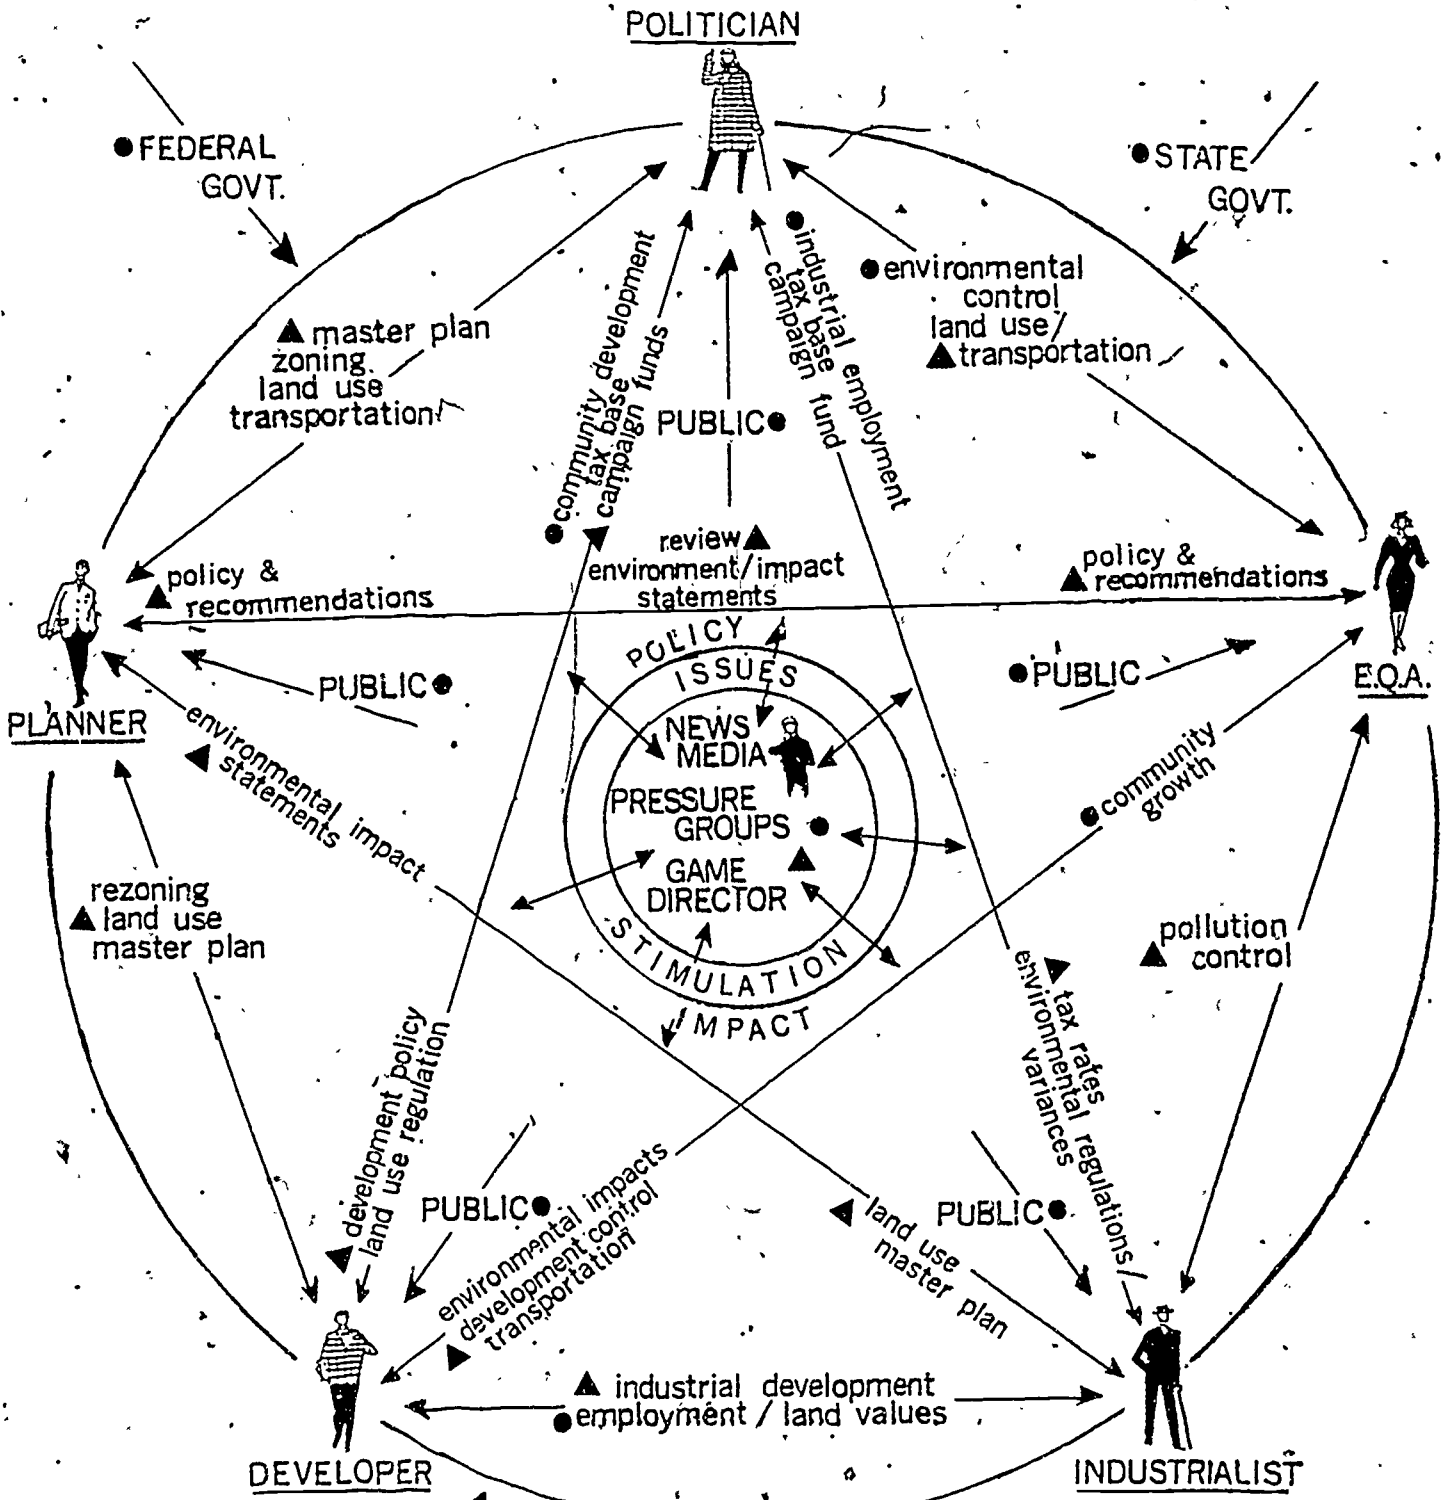 POLITICIAN
FEDERAL
GOVT.
STATE
GOVT.
master plan
zoning
land use
transportation
community development
tax base
campaign funds
PUBLIC
industrial employment
tax base
campaign fund
environmental
control
land use/
transportation
review
environment/impact
statements
policy &
recommendations
policy &
recommendations
PUBLIC
PUBLIC
PLANNER
E.Q.A.
POLICY
ISSUES
NEWS
MEDIA
PRESSURE
GROUPS
GAME
DIRECTOR
STIMULATION
IMPACT
environmental impact
statements
community
growth
rezoning
land use
master plan
pollution
control
development policy
land use regulation
tax rates
environmental regulations/
variances
PUBLIC
environmental impacts
development control
transportation
land use
master plan
PUBLIC
industrial development
employment / land values
DEVELOPER
INDUSTRIALIST